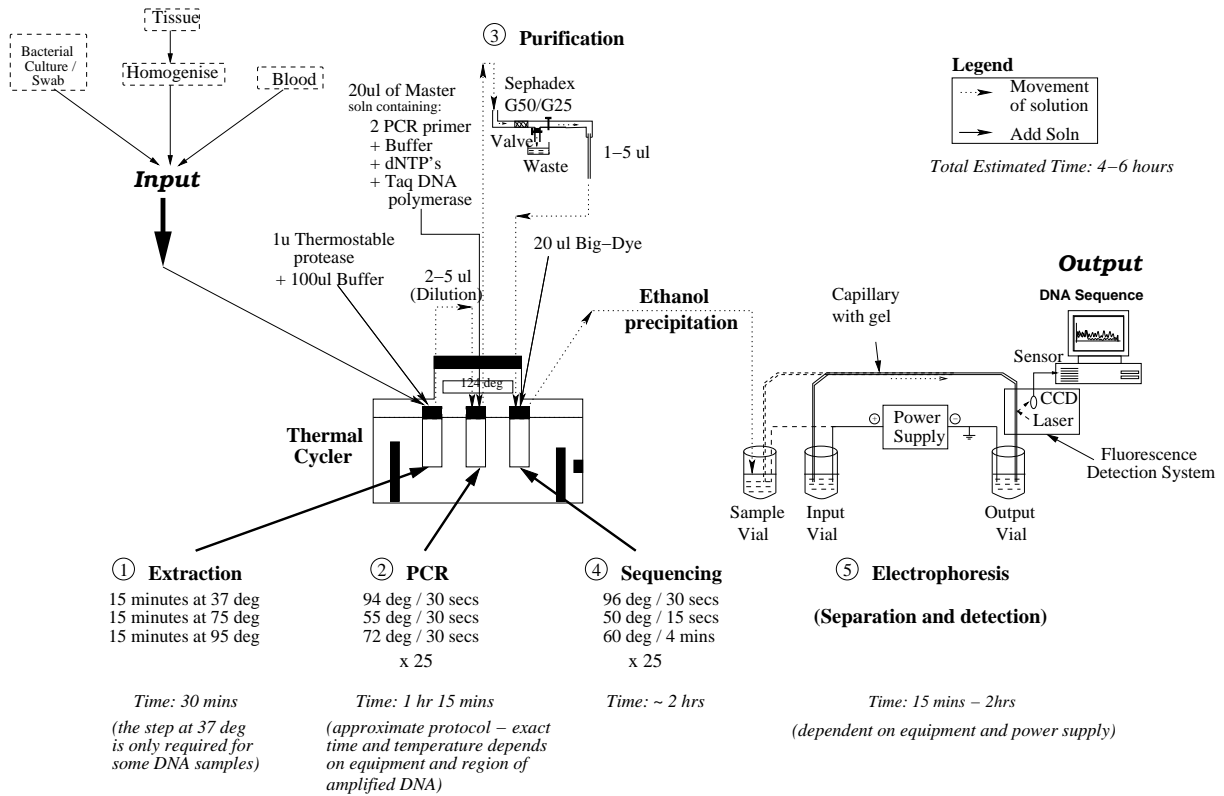 Tissue
Bacterial
Culture /
Swab
Homogenise
Blood
Input
20ul of Master
soln containing:
2 PCR primer
+ Buffer
+ dNTP's
+ Taq DNA
polymerase
3 Purification
Sephadex
G50/G25
Valve
Waste
1−5 ul
Legend
Movement
of solution
Add Soln
Total Estimated Time: 4−6 hours
1u Thermostable
protease
+ 100ul Buffer
2−5 ul
(Dilution)
20 ul Big−Dye
Ethanol
precipitation
124 deg
Thermal
Cycler
Output
DNA Sequence
Capillary
with gel
Sensor
CCD
Laser
+ Power −
Supply
Fluorescence
Detection System
Sample
Vial
Input
Vial
Output
Vial
1 Extraction
15 minutes at 37 deg
15 minutes at 75 deg
15 minutes at 95 deg
Time: 30 mins
(the step at 37 deg
is only required for
some DNA samples)
2 PCR
94 deg / 30 secs
55 deg / 30 secs
72 deg / 30 secs
x 25
Time: 1 hr 15 mins
(approximate protocol − exact
time and temperature depends
on equipment and region of
amplified DNA)
4 Sequencing
96 deg / 30 secs
50 deg / 15 secs
60 deg / 4 mins
x 25
Time: ~ 2 hrs
5 Electrophoresis
(Separation and detection)
Time: 15 mins − 2hrs
(dependent on equipment and power supply)